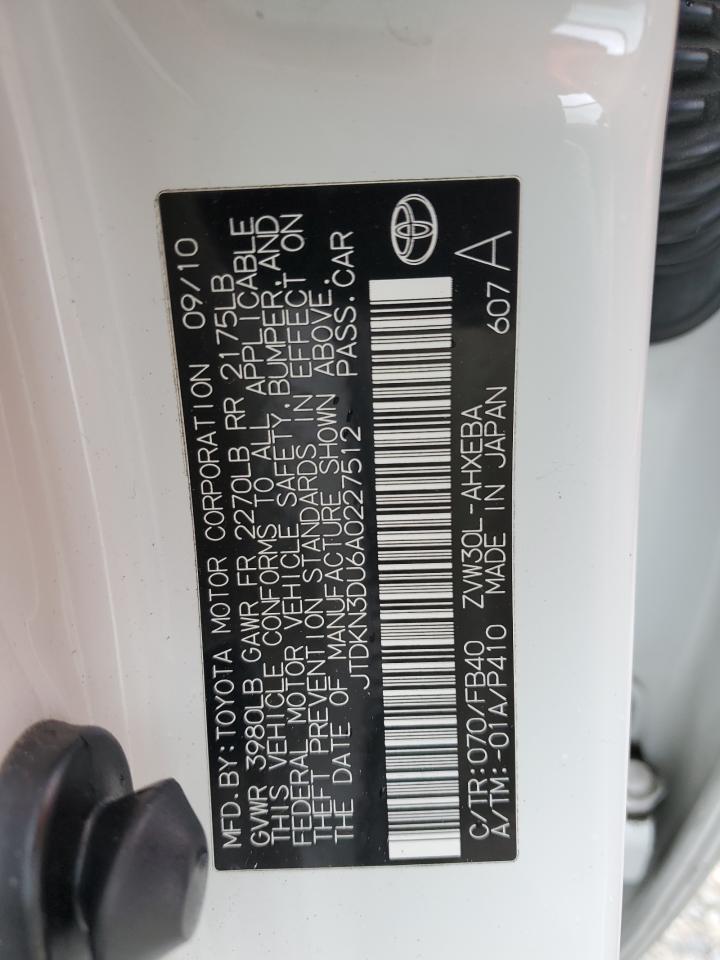 MFD. BY: TOYOTA MOTOR CORPORATION 09/10
GVWR 3980LB GAWR FR 2270LB RR 2175LB
THIS VEHICLE CONFORMS TO ALL APPLICABLE
FEDERAL MOTOR VEHICLE SAFETY, BUMPER, AND
THEFT PREVENTION STANDARDS IN EFFECT ON
THE DATE OF MANUFACTURE SHOWN ABOVE.
JTDKN3DU6A0227512 PASS. CAR
C/TR: 070/FB40 ZVW30L-AHXEBA 607 A
A/TM: -01A/P410 MADE IN JAPAN